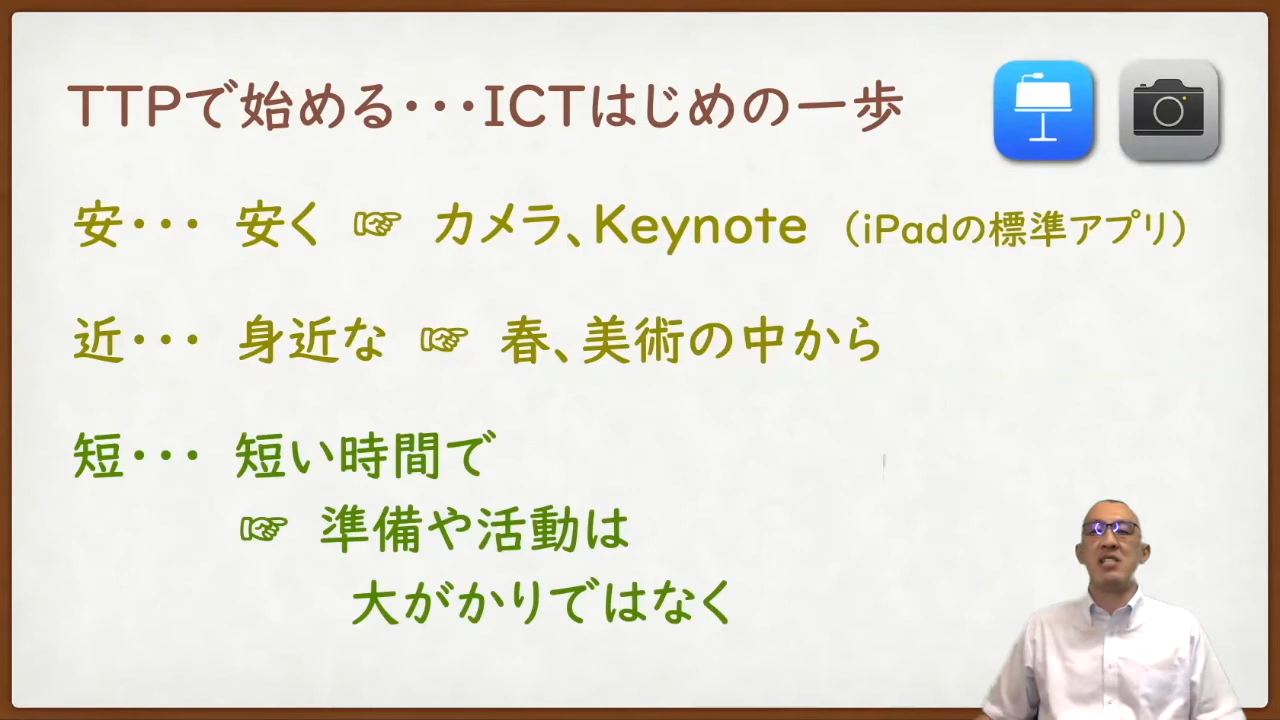 TTPで始める・・・ICTはじめの一歩
安・・・ 安く ☞ カメラ、Keynote （iPadの標準アプリ）
近・・・ 身近な ☞ 春、美術の中から
短・・・ 短い時間で
☞ 準備や活動は
大がかりではなく